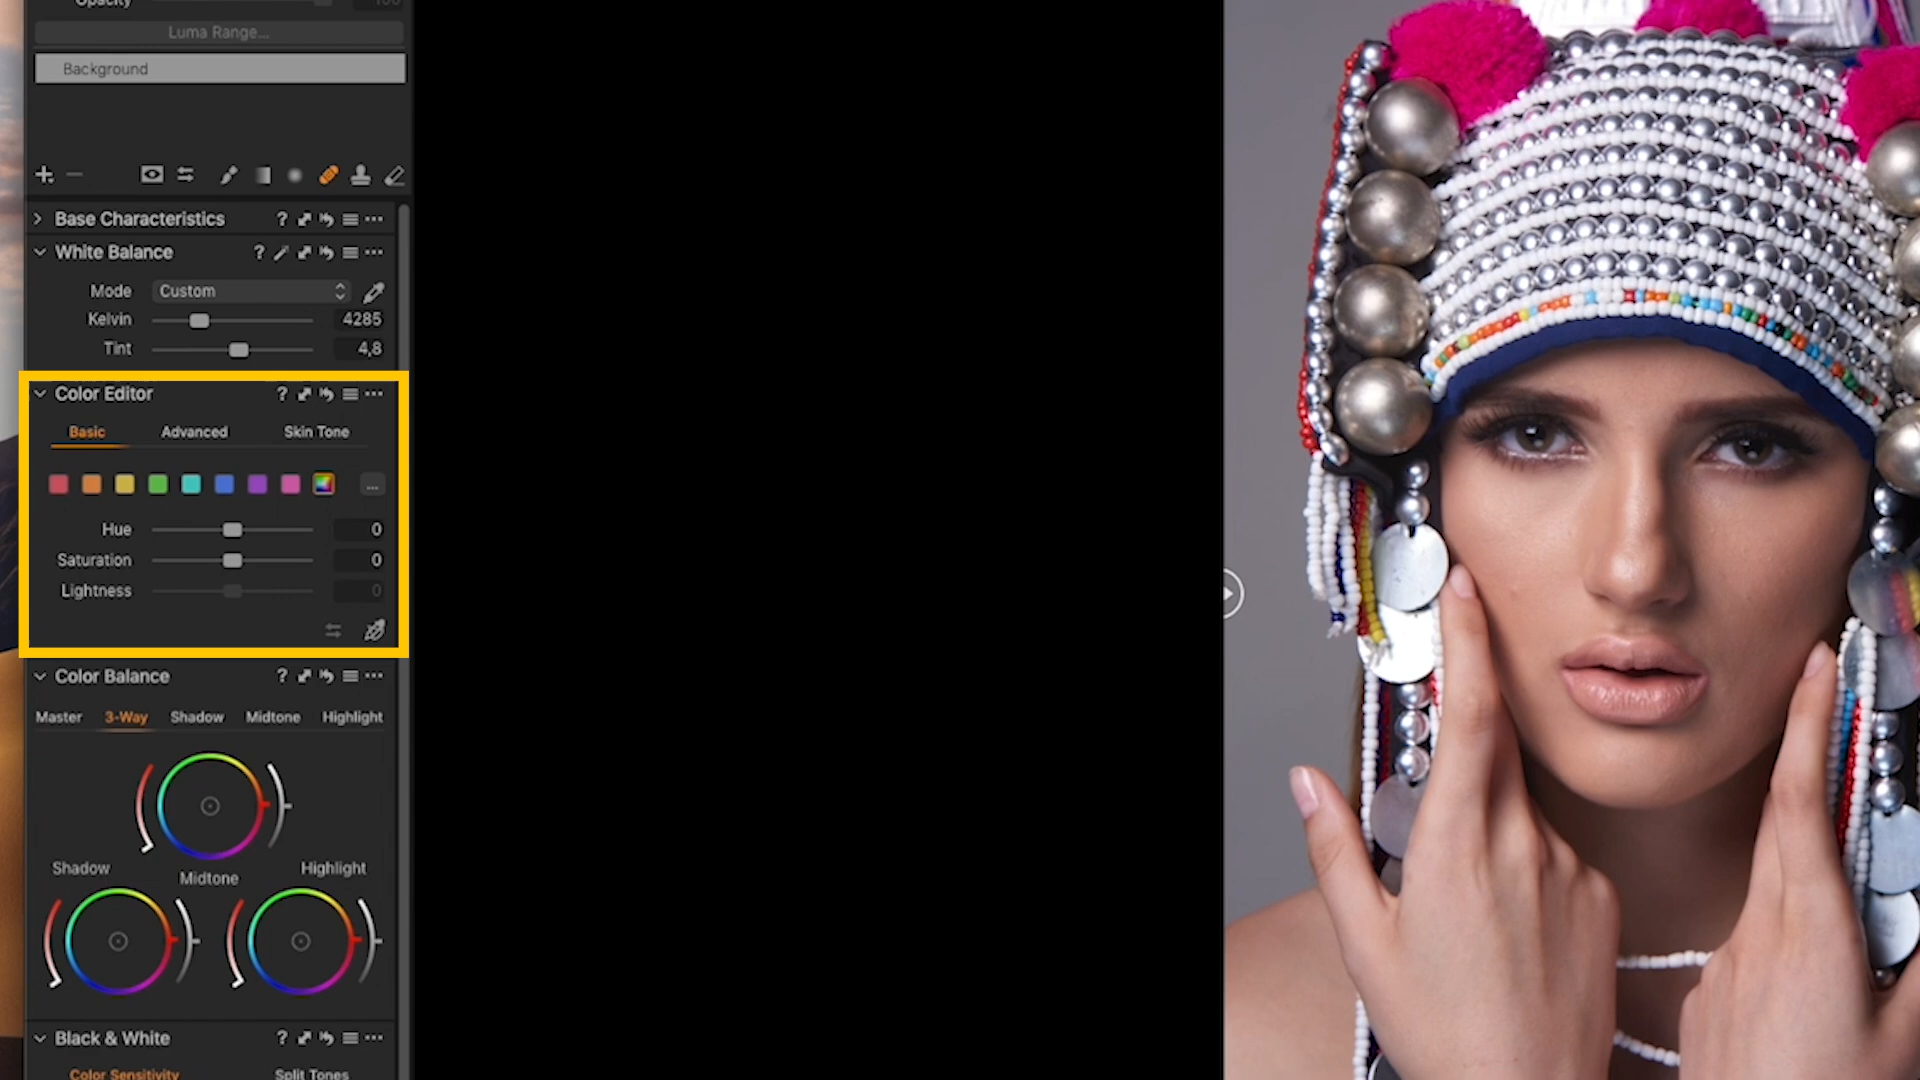 Opacity
100
Luma Range...
Background
Base Characteristics ?
White Balance ?
Mode Custom
Kelvin 4285
Tint 4,8
Color Editor ?
Basic Advanced Skin Tone
...
Hue 0
Saturation 0
Lightness 0
Color Balance ?
Master 3-Way Shadow Midtone Highlight
Shadow Midtone Highlight
Black & White ?
Color Sensitivity Split Tones